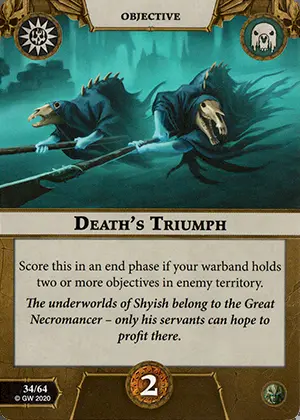 OBJECTIVE
DEATH'S TRIUMPH
Score this in an end phase if your warband holds
two or more objectives in enemy territory.
The underworlds of Shyish belong to the Great
Necromancer – only his servants can hope to
profit there.
34/64
© GW 2020
2